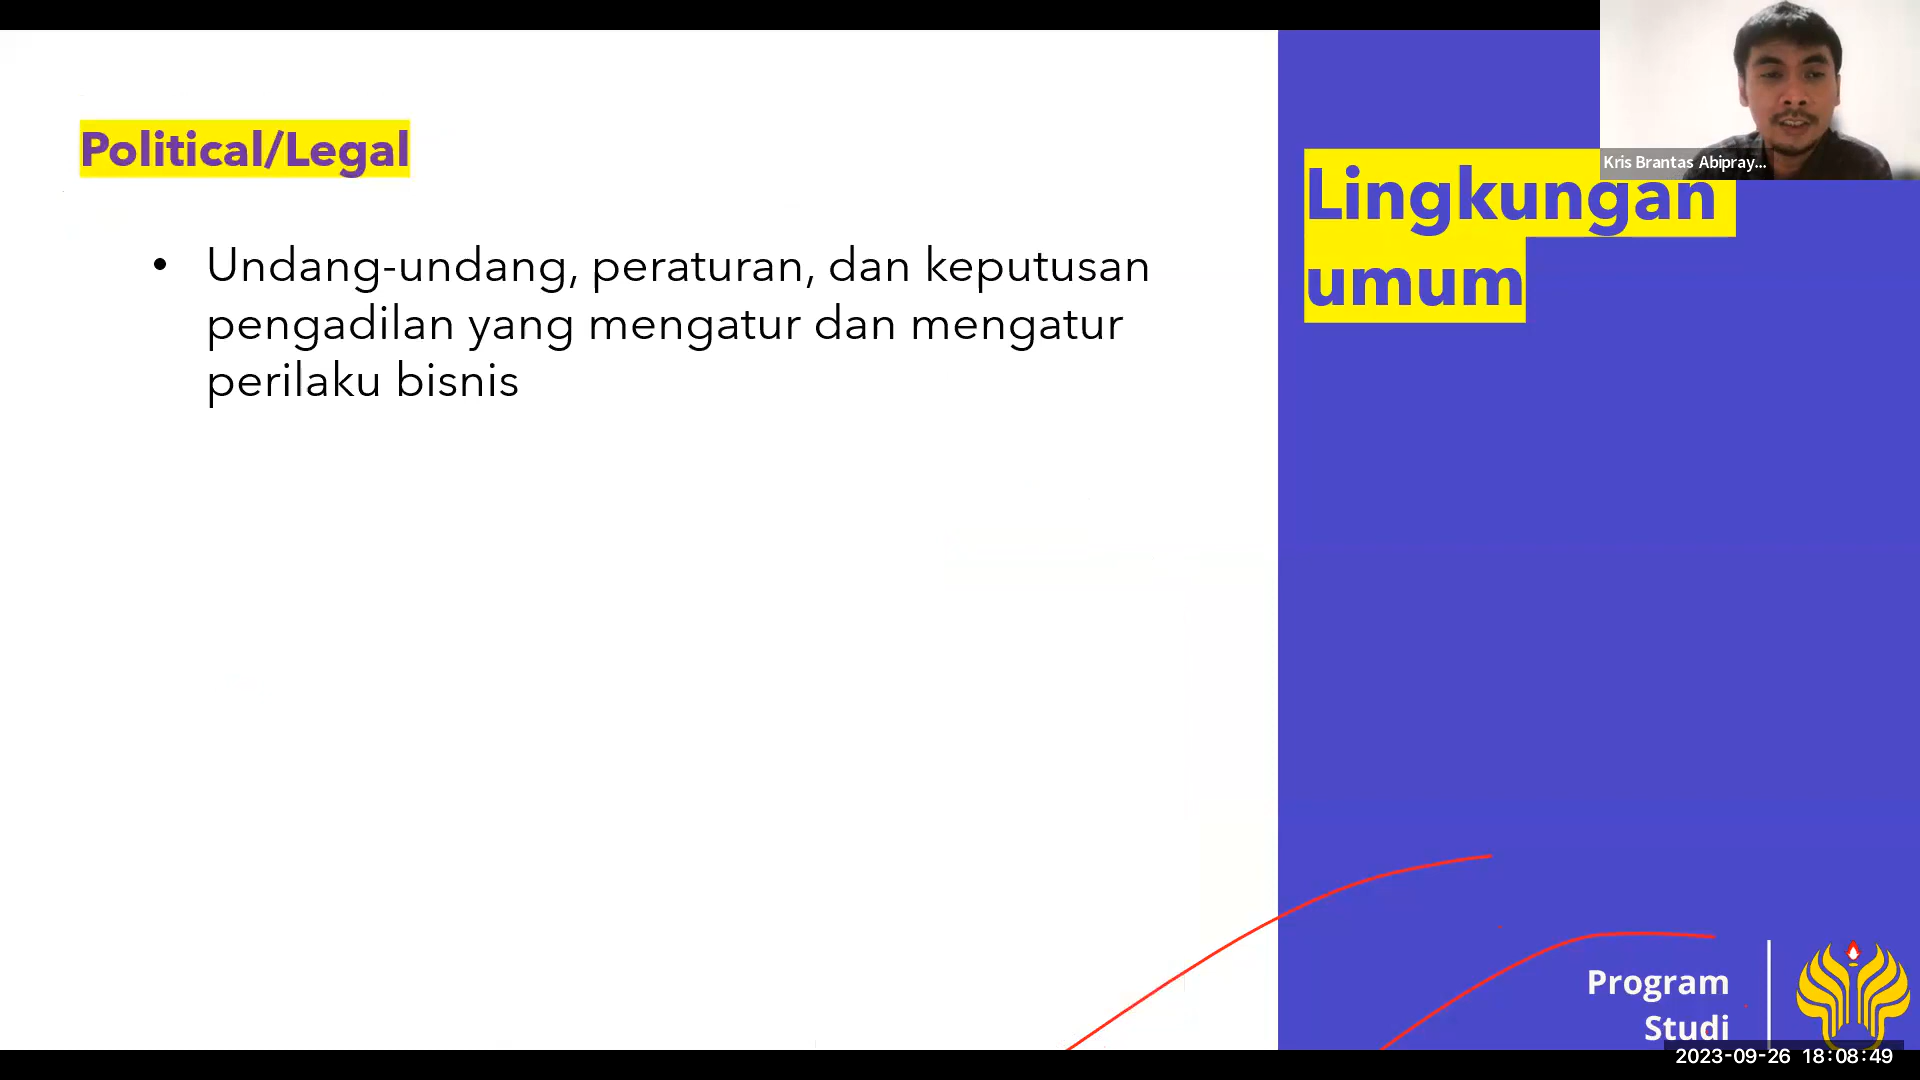 Political/Legal
• Undang-undang, peraturan, dan keputusan
pengadilan yang mengatur dan mengatur
perilaku bisnis
Kris Brantas Abipray...
Lingkungan
umum
Program
Studi
2023-09-26 18:08:49